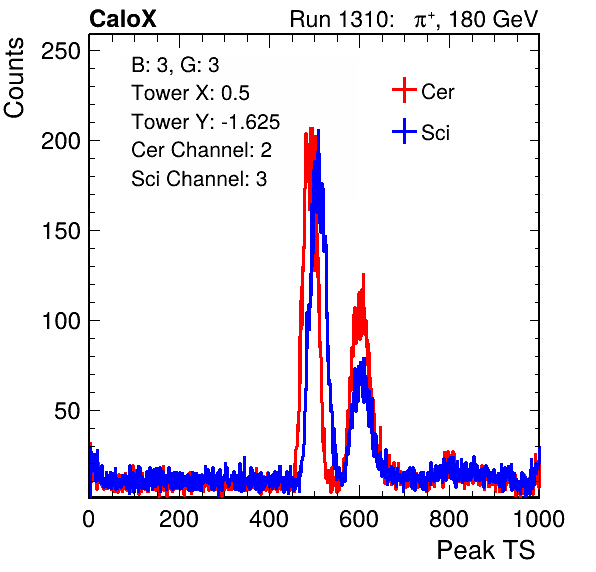 CaloX Run 1310: π⁺, 180 GeV
Counts
250
200
150
100
50
B: 3, G: 3
Tower X: 0.5
Tower Y: -1.625
Cer Channel: 2
Sci Channel: 3
Cer
Sci
0 200 400 600 800 1000
Peak TS